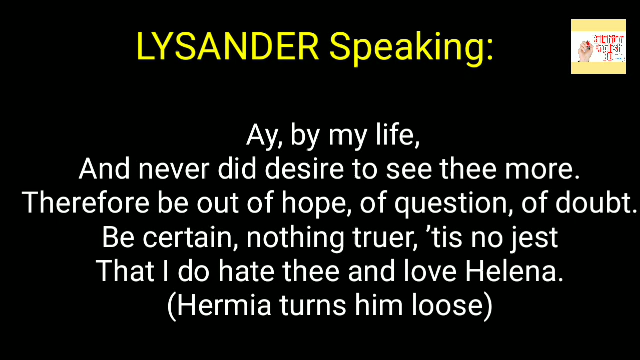 LYSANDER Speaking:
Ay, by my life,
And never did desire to see thee more.
Therefore be out of hope, of question, of doubt.
Be certain, nothing truer, ’tis no jest
That I do hate thee and love Helena.
(Hermia turns him loose)